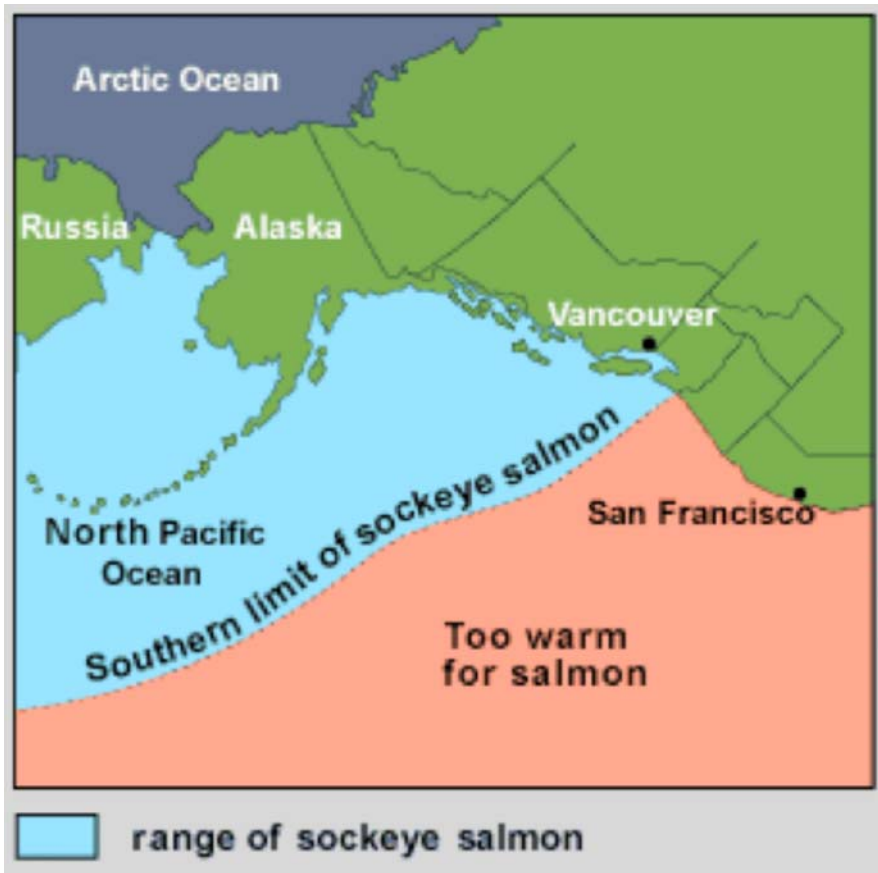 Arctic Ocean
Russia
Alaska
Vancouver
Southern limit of sockeye salmon
San Francisco
North Pacific
Ocean
Too warm
for salmon
range of sockeye salmon